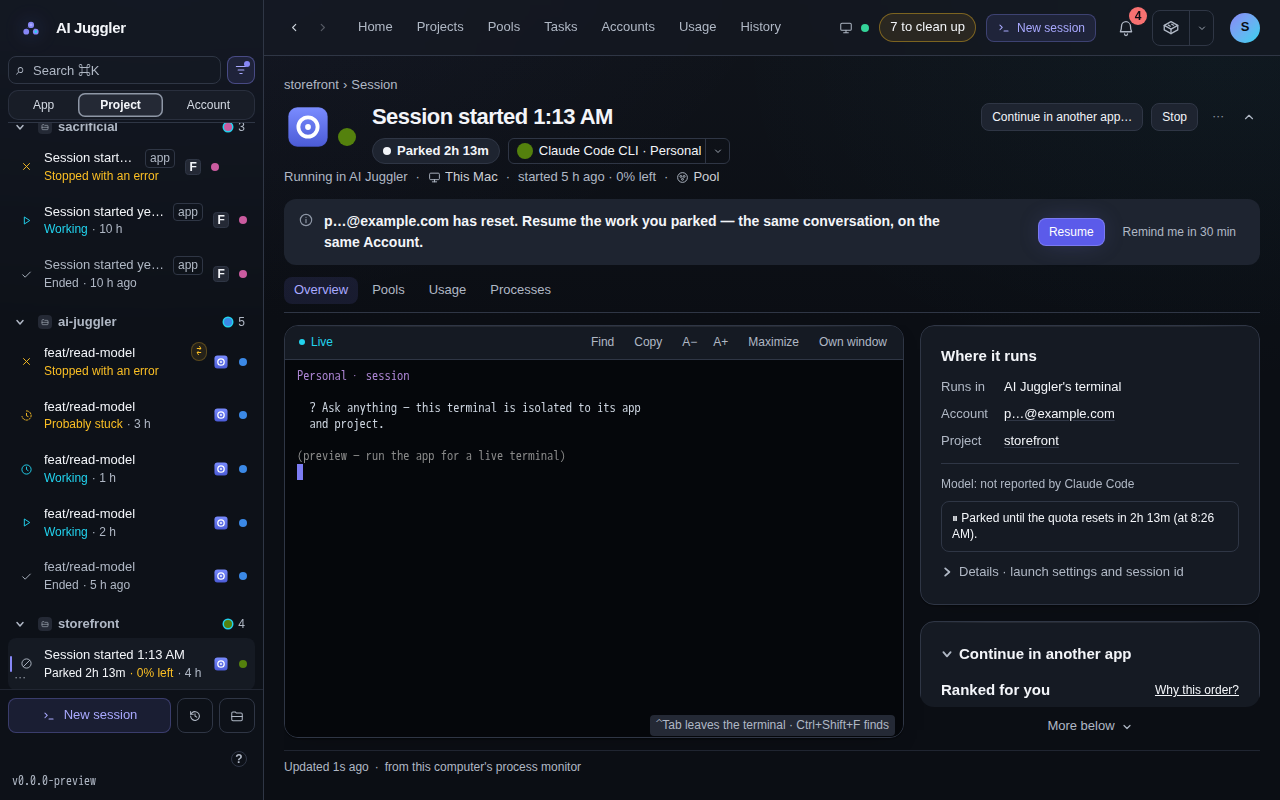 AI Juggler
Search ⌘K
App Project Account
sacrificial 3
Session start… app F
Stopped with an error
Session started ye… app F
Working · 10 h
Session started ye… app F
Ended · 10 h ago
ai-juggler 5
feat/read-model
Stopped with an error
feat/read-model
Probably stuck · 3 h
feat/read-model
Working · 1 h
feat/read-model
Working · 2 h
feat/read-model
Ended · 5 h ago
storefront 4
Session started 1:13 AM
Parked 2h 13m · 0% left · 4 h
…
New session
?
v0.0.0-preview
Home Projects Pools Tasks Accounts Usage History
7 to clean up
New session
4
S
storefront › Session
Session started 1:13 AM
Continue in another app…
Stop
…
Parked 2h 13m
Claude Code CLI · Personal
Running in AI Juggler · This Mac · started 5 h ago · 0% left · Pool
p…@example.com has reset. Resume the work you parked — the same conversation, on the
same Account.
Resume
Remind me in 30 min
Overview Pools Usage Processes
Live
Find Copy A− A+ Maximize Own window
Personal · session
? Ask anything — this terminal is isolated to its app
and project.
(preview — run the app for a live terminal)
^Tab leaves the terminal · Ctrl+Shift+F finds
Where it runs
Runs in AI Juggler's terminal
Account p…@example.com
Project storefront
Model: not reported by Claude Code
Parked until the quota resets in 2h 13m (at 8:26
AM).
Details · launch settings and session id
Continue in another app
Ranked for you
Why this order?
More below
Updated 1s ago · from this computer's process monitor